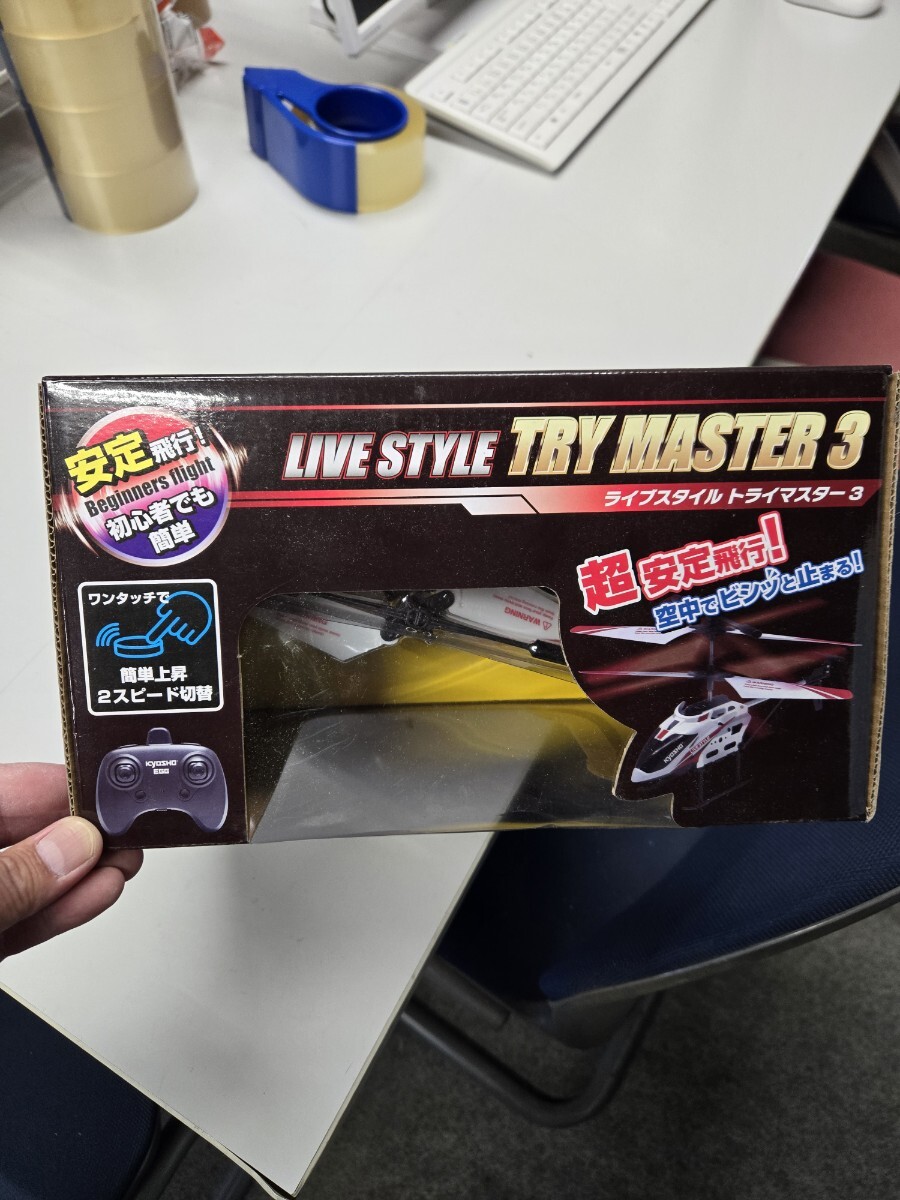 安定飛行!
Beginners flight
初心者でも
簡単
LIVE STYLE TRY MASTER 3
ライブスタイル トライマスター3
超 安定飛行!
空中でビシッと止まる!
ワンタッチで
簡単上昇
2スピード切替
KYOSHO
EGG
WARNING
KYOSHO